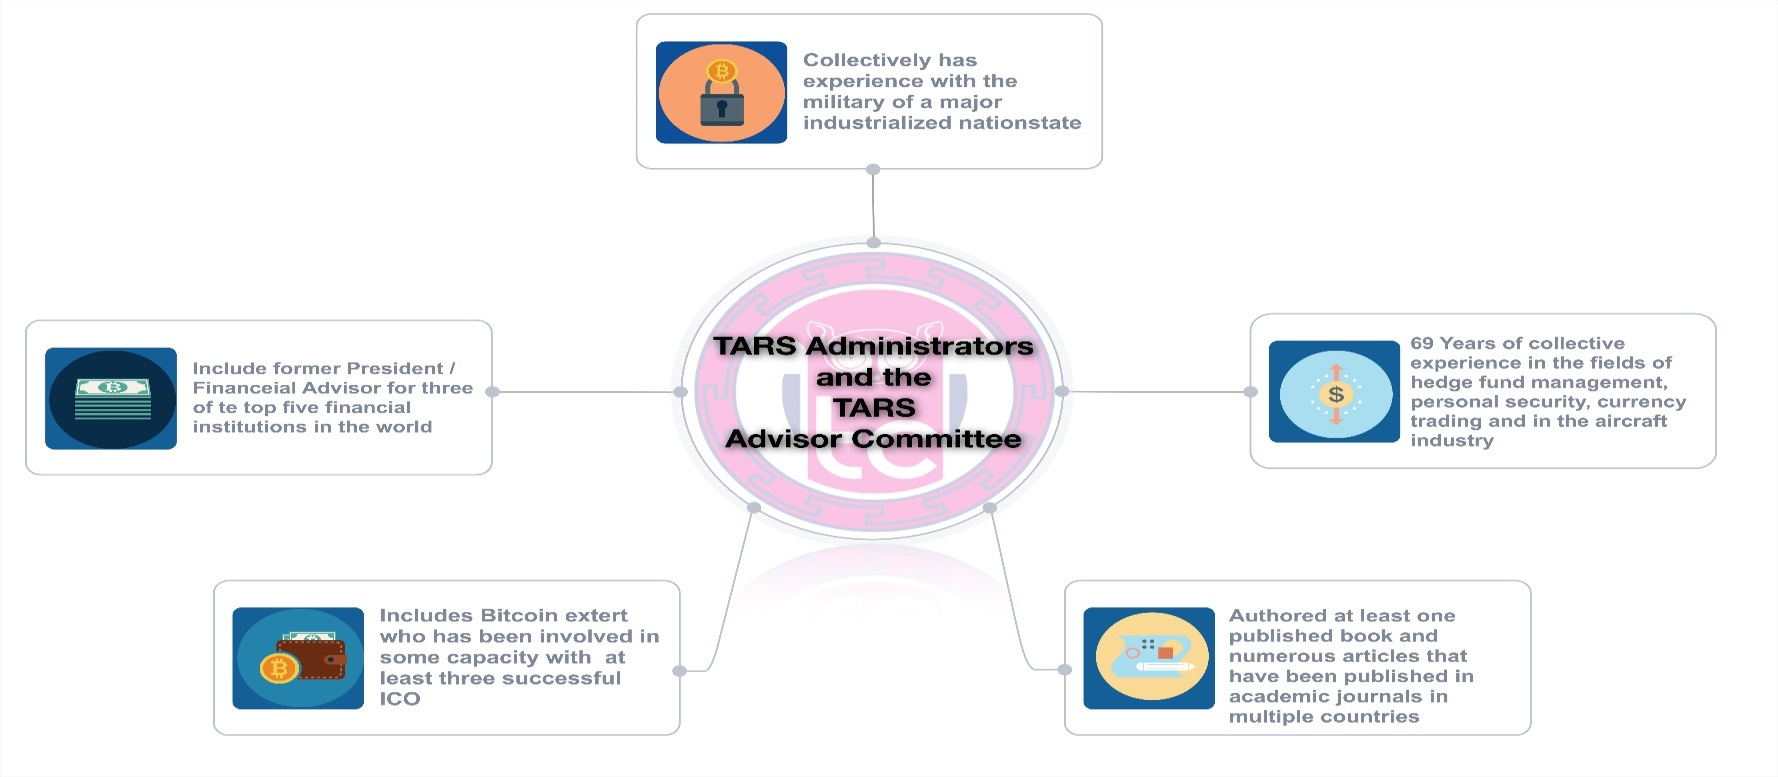 Collectively has
experience with the
military of a major
industrialized nationstate
TARS Administrators
and the
TARS
Advisor Committee
Include former President /
Financeial Advisor for three
of te top five financial
institutions in the world
69 Years of collective
experience in the fields of
hedge fund management,
personal security, currency
trading and in the aircraft
industry
Includes Bitcoin extert
who has been involved in
some capacity with  at
least three successful
ICO
Authored at least one
published book and
numerous articles that
have been published in
academic journals in
multiple countries
LC
$